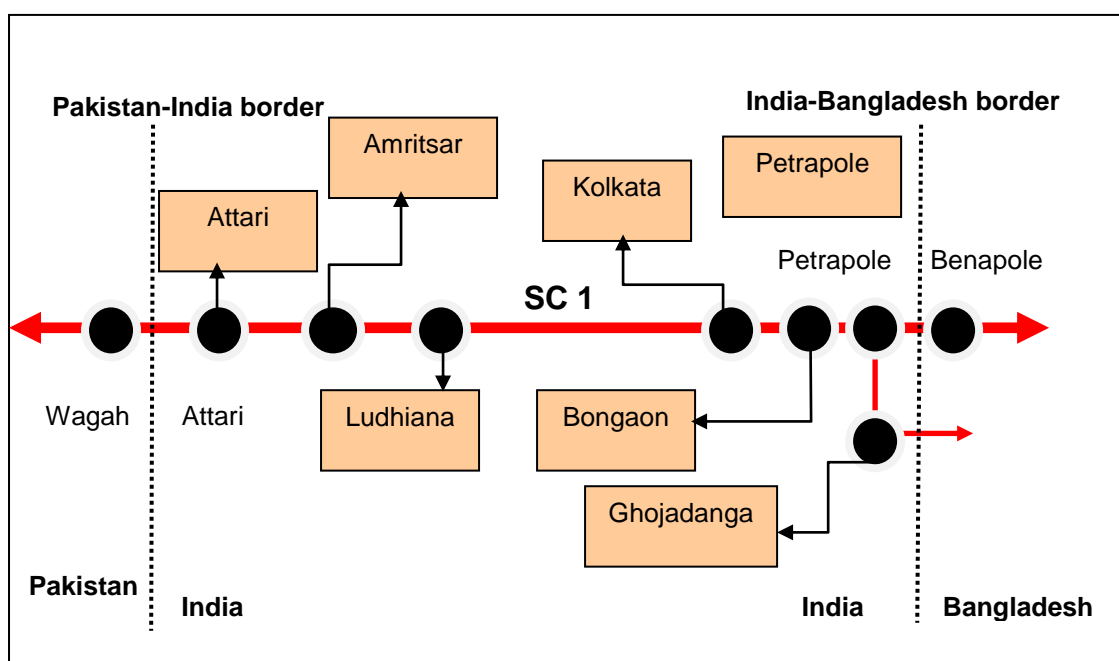 Pakistan-India border
India-Bangladesh border
Amritsar
Petrapole
Kolkata
Attari
Petrapole
Benapole
SC 1
Wagah
Attari
Ludhiana
Bongaon
Ghojadanga
Pakistan
India
India
Bangladesh